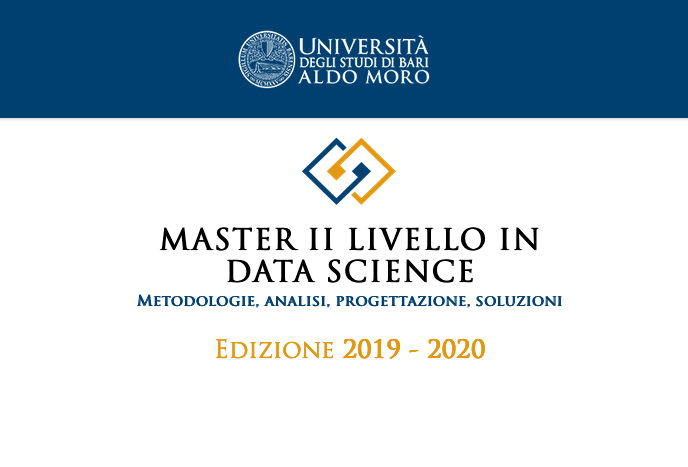 UNIVERSITÀ
DEGLI STUDI DI BARI
ALDO MORO
MASTER II LIVELLO IN
DATA SCIENCE
METODOLOGIE, ANALISI, PROGETTAZIONE, SOLUZIONI
EDIZIONE 2019 - 2020